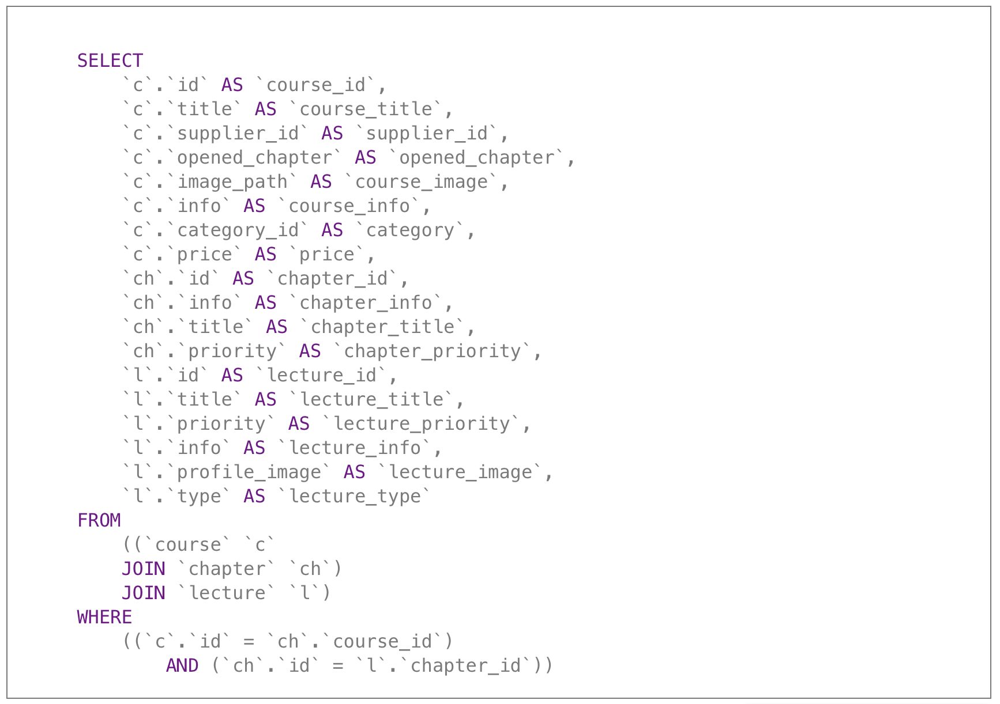 SELECT
`c`.`id` AS `course_id`,
`c`.`title` AS `course_title`,
`c`.`supplier_id` AS `supplier_id`,
`c`.`opened_chapter` AS `opened_chapter`,
`c`.`image_path` AS `course_image`,
`c`.`info` AS `course_info`,
`c`.`category_id` AS `category`,
`c`.`price` AS `price`,
`ch`.`id` AS `chapter_id`,
`ch`.`info` AS `chapter_info`,
`ch`.`title` AS `chapter_title`,
`ch`.`priority` AS `chapter_priority`,
`l`.`id` AS `lecture_id`,
`l`.`title` AS `lecture_title`,
`l`.`priority` AS `lecture_priority`,
`l`.`info` AS `lecture_info`,
`l`.`profile_image` AS `lecture_image`,
`l`.`type` AS `lecture_type`
FROM
((`course` `c`
JOIN `chapter` `ch`)
JOIN `lecture` `l`)
WHERE
((`c`.`id` = `ch`.`course_id`)
AND (`ch`.`id` = `l`.`chapter_id`))